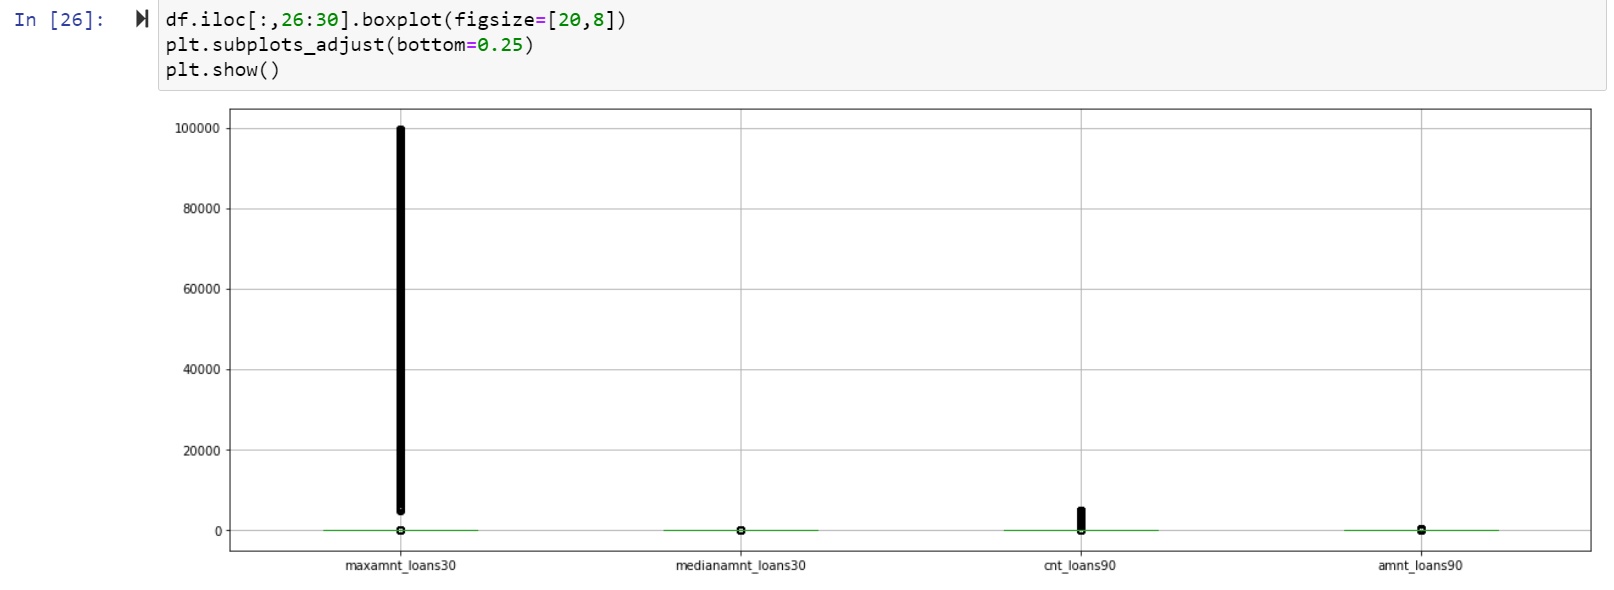 In [26]:
df.iloc[:,26:30].boxplot(figsize=[20,8])
plt.subplots_adjust(bottom=0.25)
plt.show()
100000
80000
60000
40000
20000
0
maxamnt_loans30 medianamnt_loans30 cnt_loans90 amnt_loans90